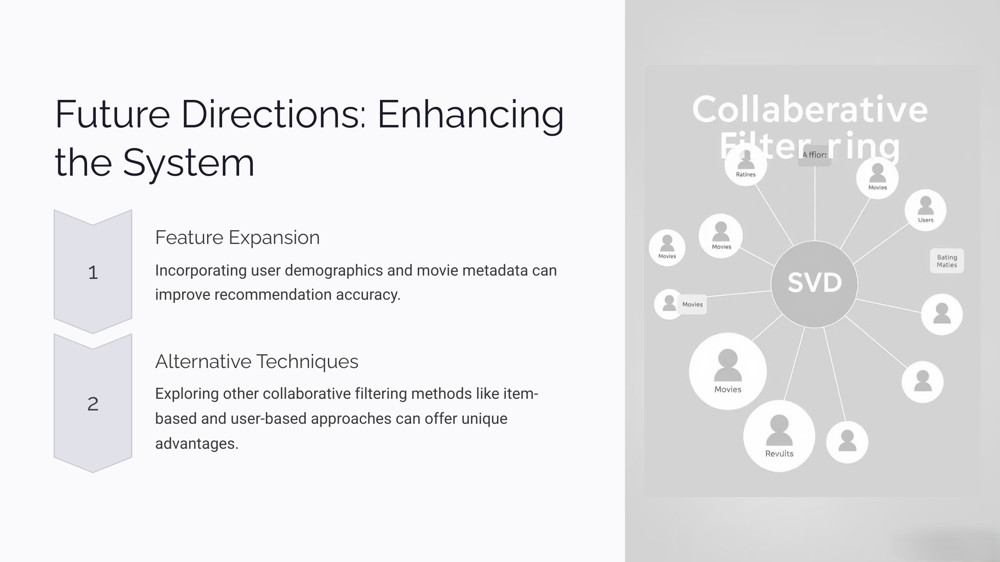 Future Directions: Enhancing
the System
1
Feature Expansion
Incorporating user demographics and movie metadata can
improve recommendation accuracy.
2
Alternative Techniques
Exploring other collaborative filtering methods like item-
based and user-based approaches can offer unique
advantages.
Collaberative
Filter ring
A ffior:
Ratines
Movies
Users
Movies
Movies
Bating
Maties
SVD
Movies
Movies
Revuits